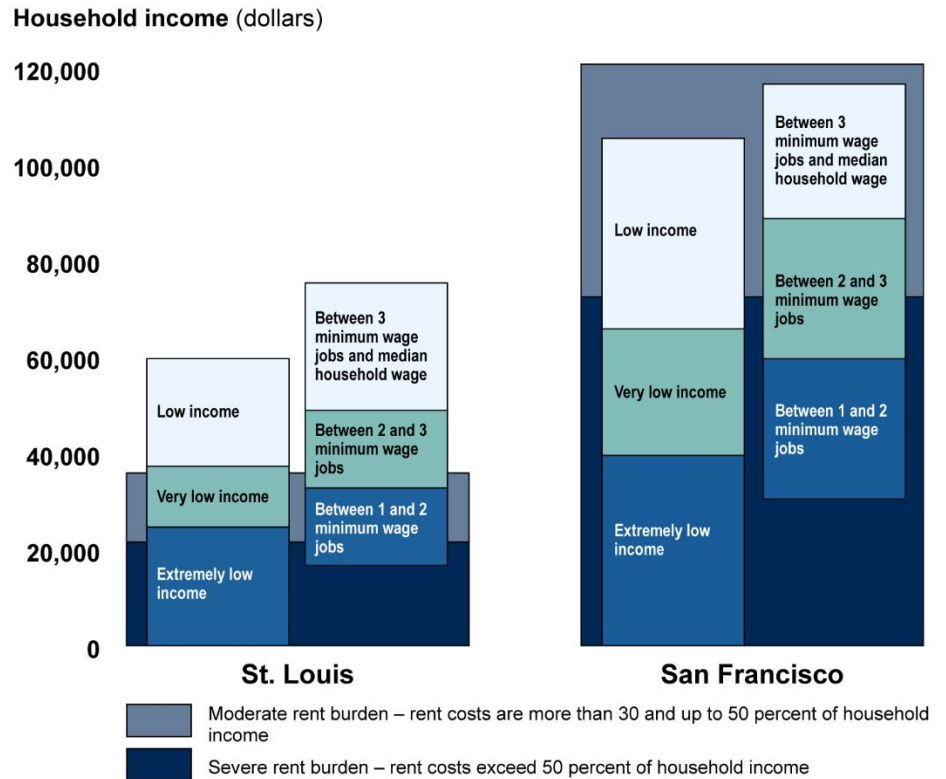 Household income (dollars)
120,000
100,000
80,000
60,000
40,000
20,000
0
Low income
Very low income
Extremely low
income
Between 3
minimum wage
jobs and median
household wage
Between 2 and 3
minimum wage
jobs
Between 1 and 2
minimum wage
jobs
St. Louis
Low income
Very low income
Extremely low
income
Between 3
minimum wage
jobs and median
household wage
Between 2 and 3
minimum wage
jobs
Between 1 and 2
minimum wage
jobs
San Francisco
Moderate rent burden – rent costs are more than 30 and up to 50 percent of household
income
Severe rent burden – rent costs exceed 50 percent of household income